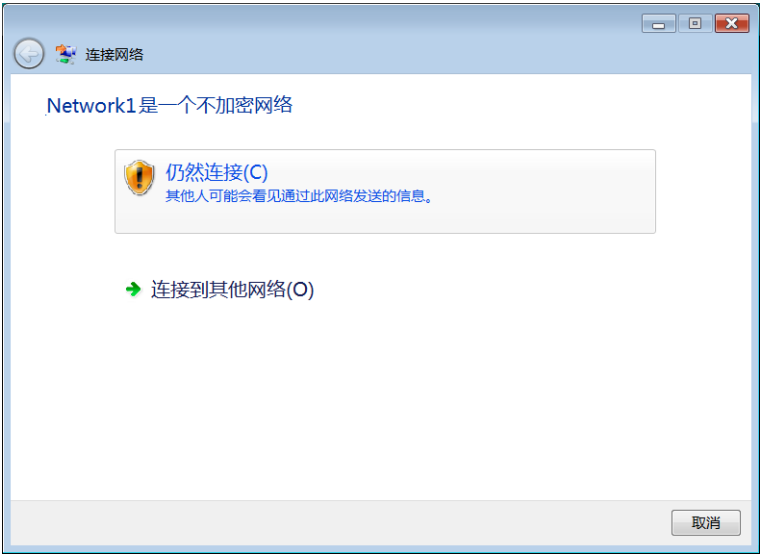 连接网络
Network1是一个不加密网络
仍然连接(C)
其他人可能会看见通过此网络发送的信息。
连接到其他网络(O)
取消